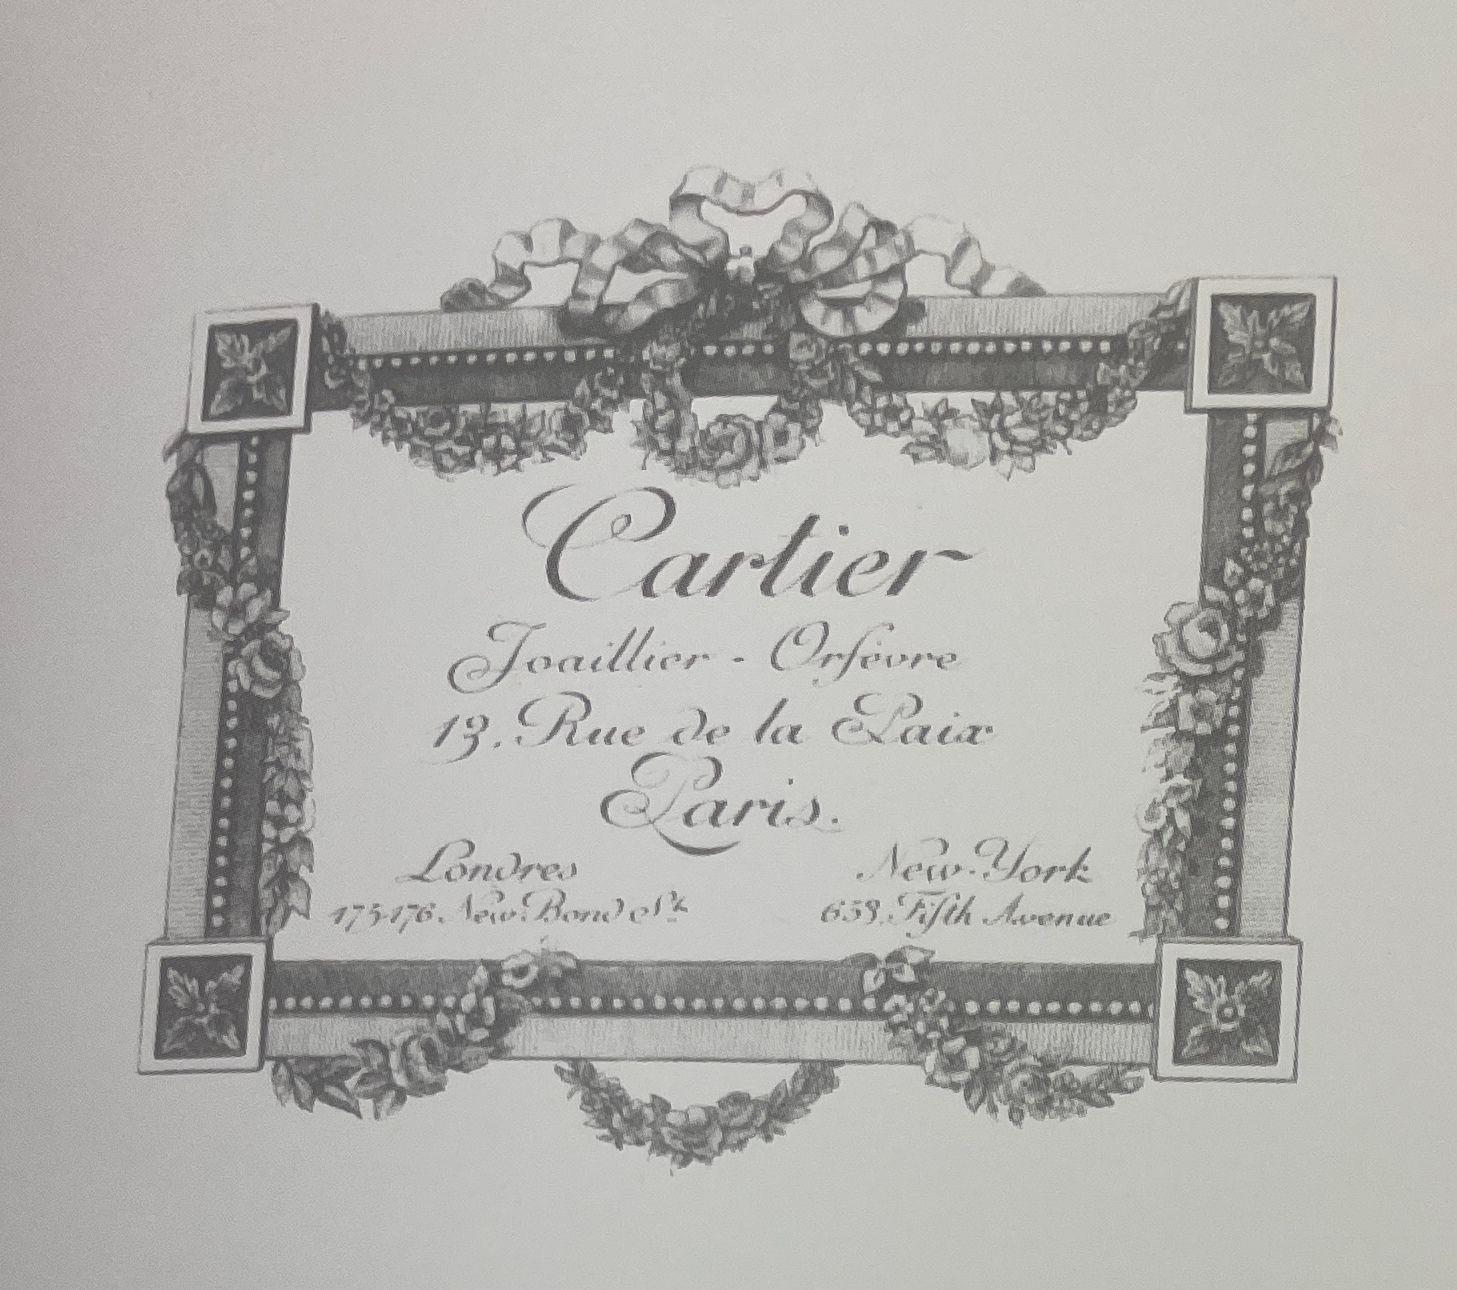 Cartier
Joaillier - Orfèvre
13, Rue de la Paix
Paris.
Londres
175-176 New Bond St.
New-York
653, Fifth Avenue